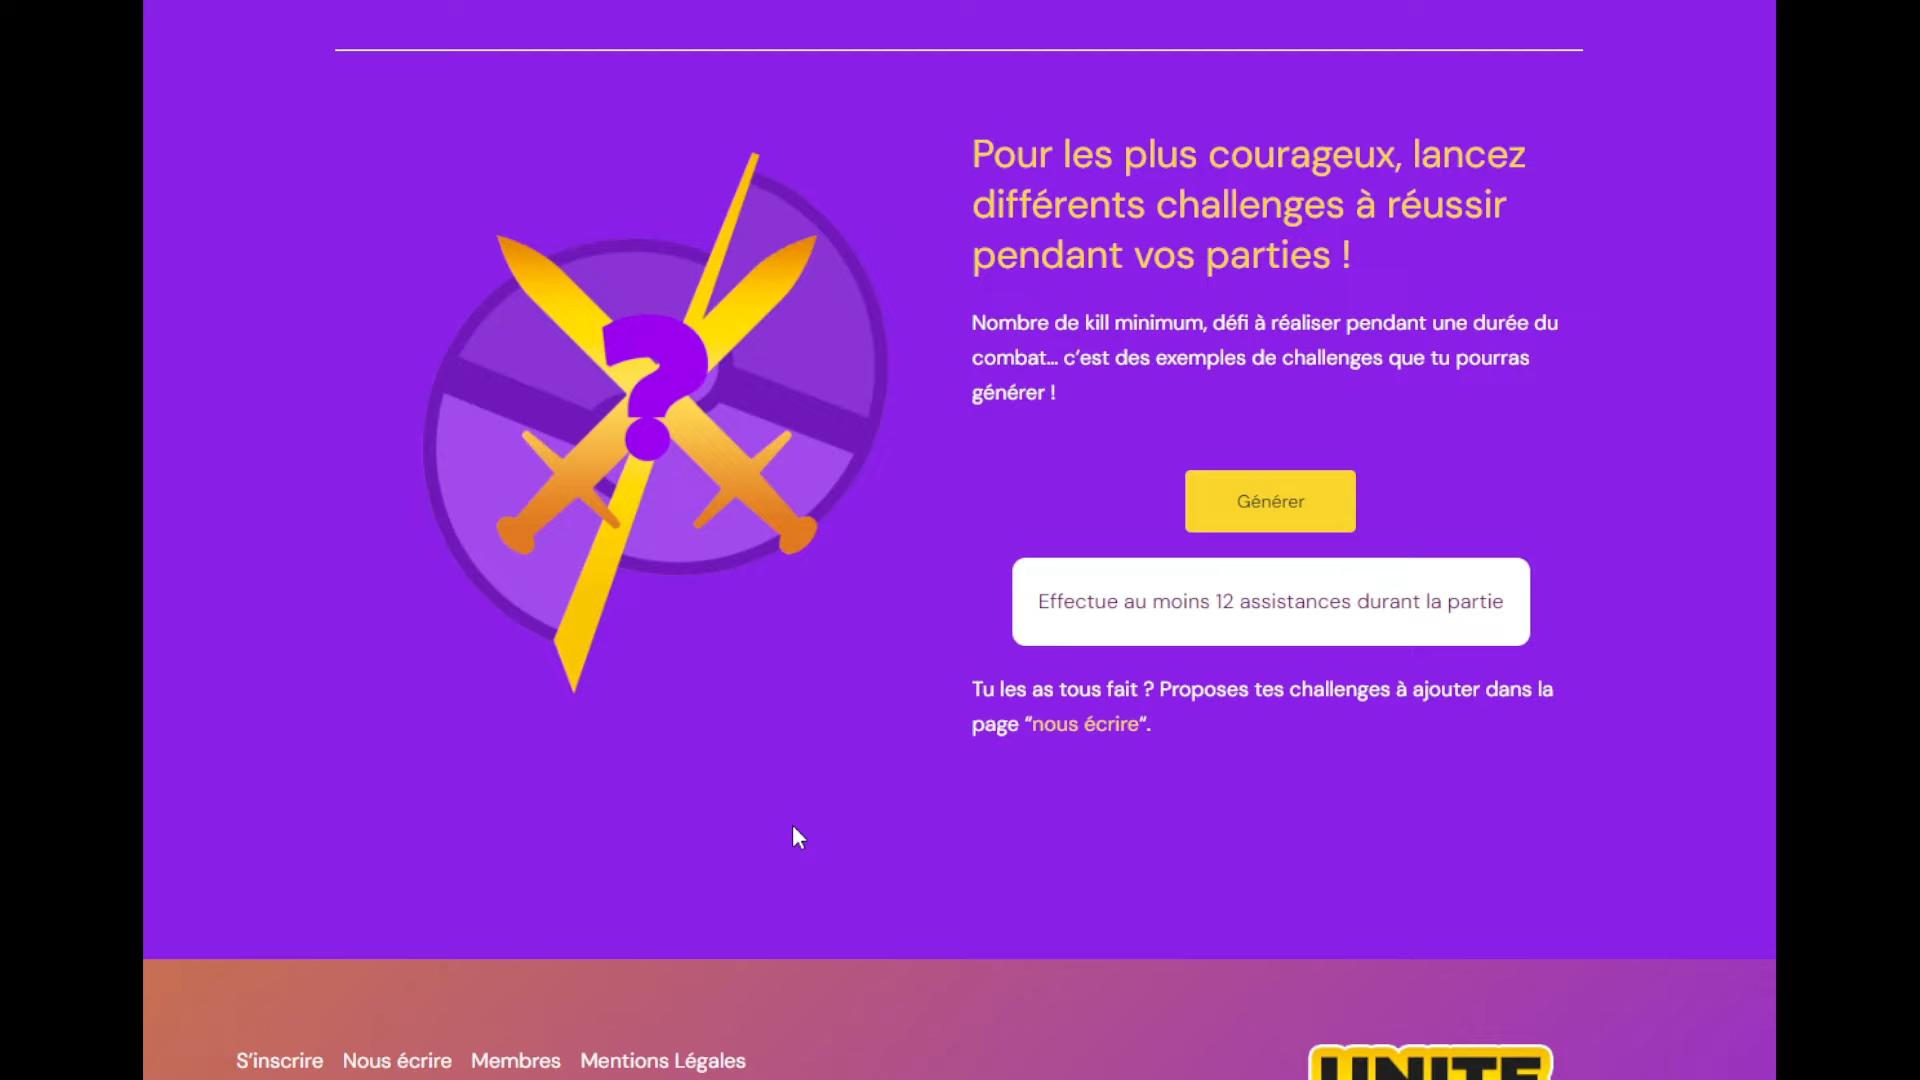 Pour les plus courageux, lancez
différents challenges à réussir
pendant vos parties !
Nombre de kill minimum, défi à réaliser pendant une durée du
combat... c’est des exemples de challenges que tu pourras
générer !
Générer
Effectue au moins 12 assistances durant la partie
Tu les as tous fait ? Proposes tes challenges à ajouter dans la
page “nous écrire“.
S’inscrire Nous écrire Membres Mentions Légales
UNITE